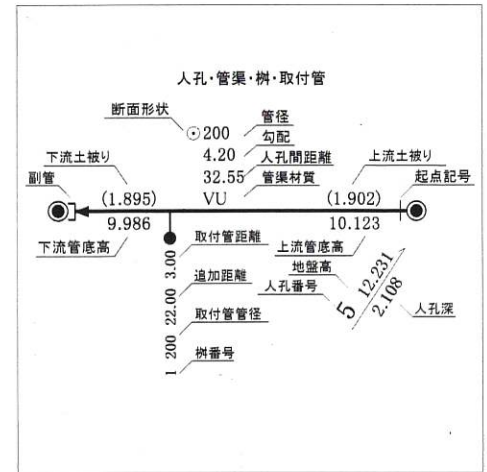 人孔・管渠・桝・取付管
断面形状
200 管径
4.20 勾配
下流土被り 32.55 人孔間距離 上流土被り
副管 (1.895) VU 管渠材質 (1.902) 起点記号
9.986 10.123
下流管底高 取付管距離 上流管底高
3.00 地盤高 12.231
追加距離 人孔番号 5 2.108 人孔深
22.00 取付管管径
200
1 桝番号